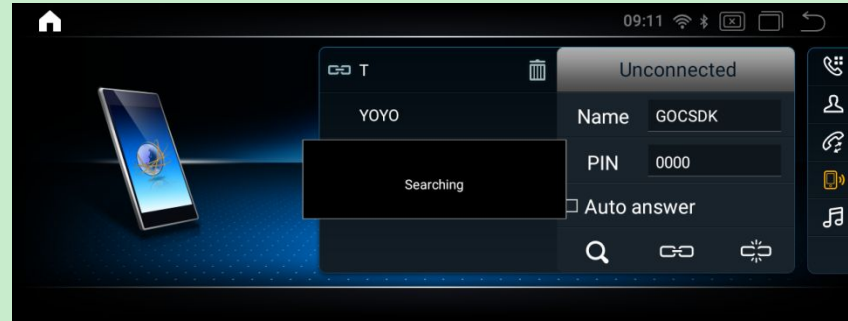 09:11
T
Unconnected
YOYO
Name GOCSDK
PIN 0000
Searching
Auto answer